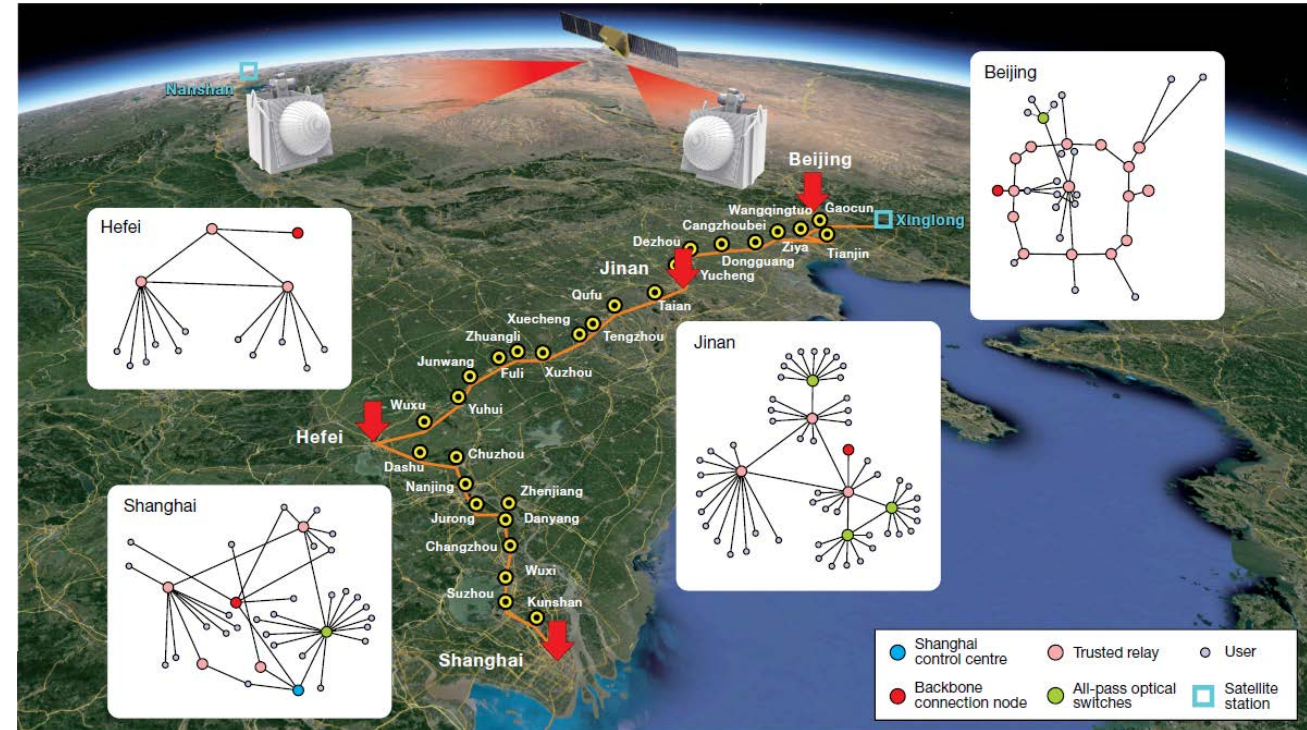 Nanshan
Beijing
Beijing
Wangqingtuo
Gaocun
Xinglong
Cangzhoubei
Dezhou
Ziya
Tianjin
Dongguang
Jinan
Yucheng
Hefei
Qufu
Taian
Xuecheng
Tengzhou
Zhuangli
Jinan
Junwang
Fuli
Xuzhou
Wuxu
Yuhui
Hefei
Chuzhou
Dashu
Nanjing
Zhenjiang
Shanghai
Jurong
Danyang
Changzhou
Wuxi
Suzhou
Kunshan
Shanghai
Shanghai
control centre
Trusted relay
User
Backbone
connection node
All-pass optical
switches
Satellite
station